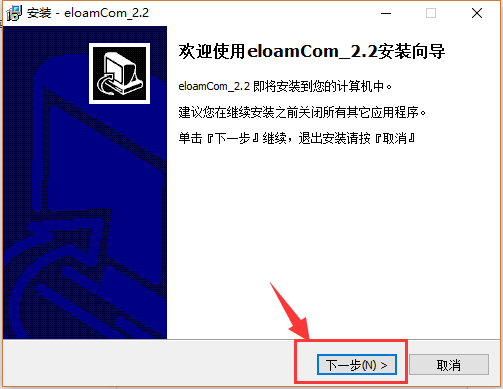 安装 - eloamCom_2.2
欢迎使用eloamCom_2.2安装向导
eloamCom_2.2 即将安装到您的计算机中。
建议您在继续安装之前关闭所有其它应用程序。
单击『下一步』继续，退出安装请按『取消』
下一步(N) >
取消